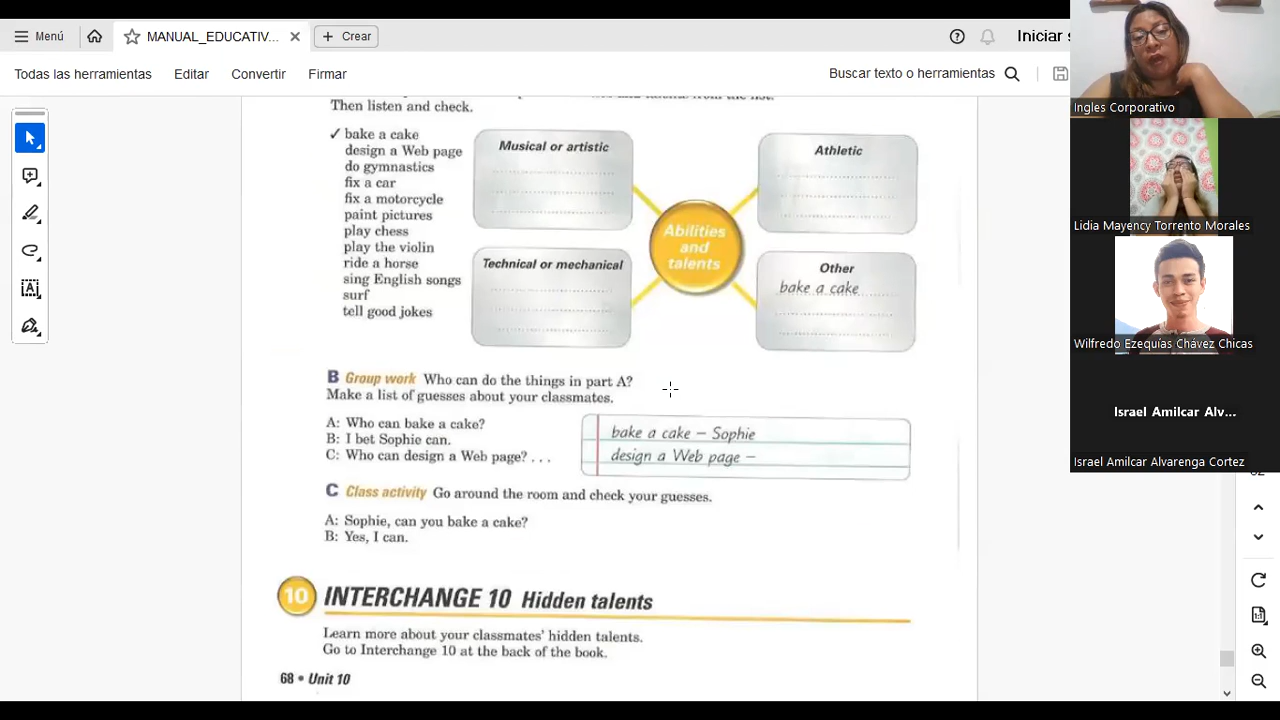 Menú
MANUAL_EDUCATIV...
Crear
Iniciar s
Todas las herramientas
Editar
Convertir
Firmar
Buscar texto o herramientas
from the list.
Then listen and check.
✓ bake a cake
design a Web page
do gymnastics
fix a car
fix a motorcycle
paint pictures
play chess
play the violin
ride a horse
sing English songs
surf
tell good jokes
Musical or artistic
Athletic
Abilities
and
talents
Technical or mechanical
Other
bake a cake
B Group work Who can do the things in part A?
Make a list of guesses about your classmates.
A: Who can bake a cake?
B: I bet Sophie can.
C: Who can design a Web page? . . .
bake a cake – Sophie
design a Web page –
C Class activity Go around the room and check your guesses.
A: Sophie, can you bake a cake?
B: Yes, I can.
10 INTERCHANGE 10 Hidden talents
Learn more about your classmates' hidden talents.
Go to Interchange 10 at the back of the book.
68 • Unit 10
Ingles Corporativo
Lidia Mayency Torrento Morales
Wilfredo Ezequías Chávez Chicas
Israel Amilcar Alv...
Israel Amilcar Alvarenga Cortez